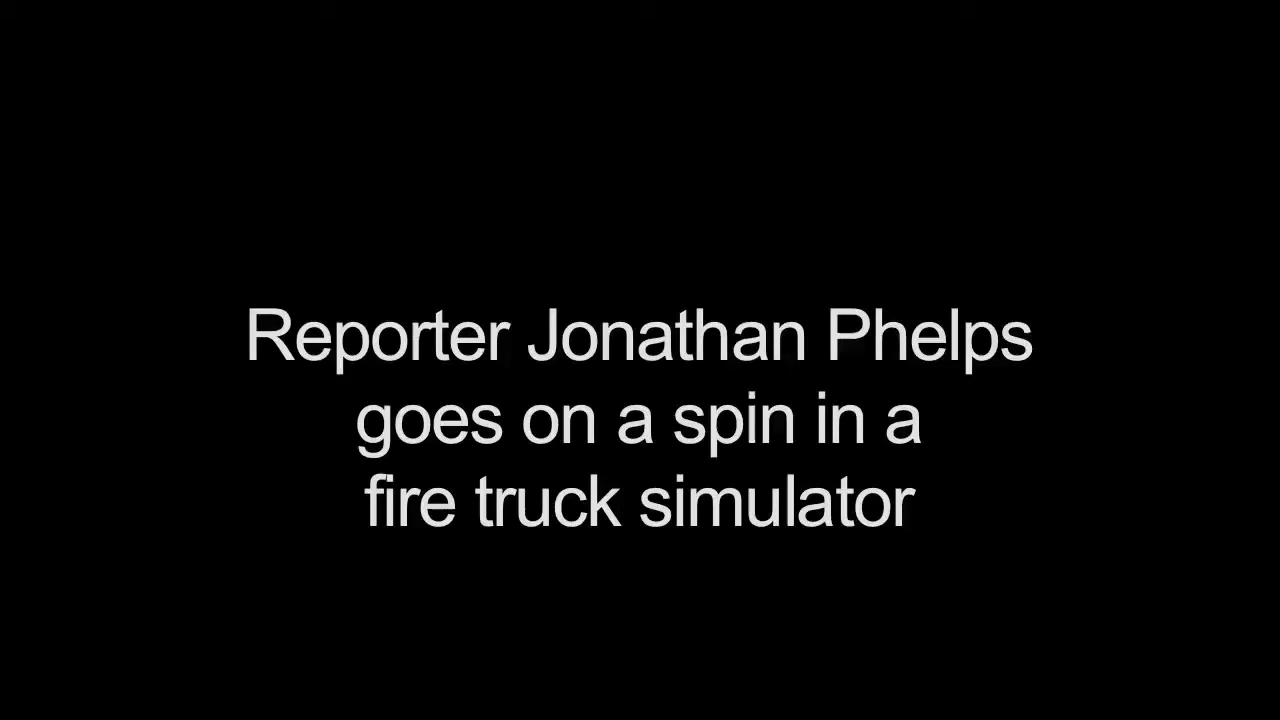 Reporter Jonathan Phelps
goes on a spin in a
fire truck simulator